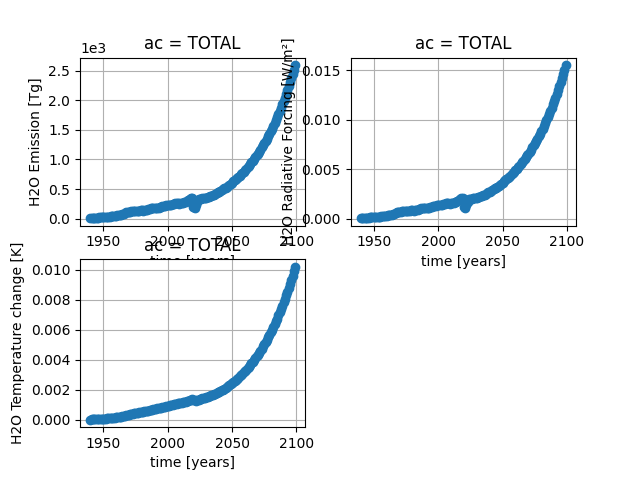 ac = TOTAL
1e3
H2O Emission [Tg]
2.5
2.0
1.5
1.0
0.5
0.0
1950 2000 2050 2100
time [years]
ac = TOTAL
H2O Radiative Forcing [W/m²]
0.015
0.010
0.005
0.000
1950 2000 2050 2100
time [years]
ac = TOTAL
H2O Temperature change [K]
0.010
0.008
0.006
0.004
0.002
0.000
1950 2000 2050 2100
time [years]